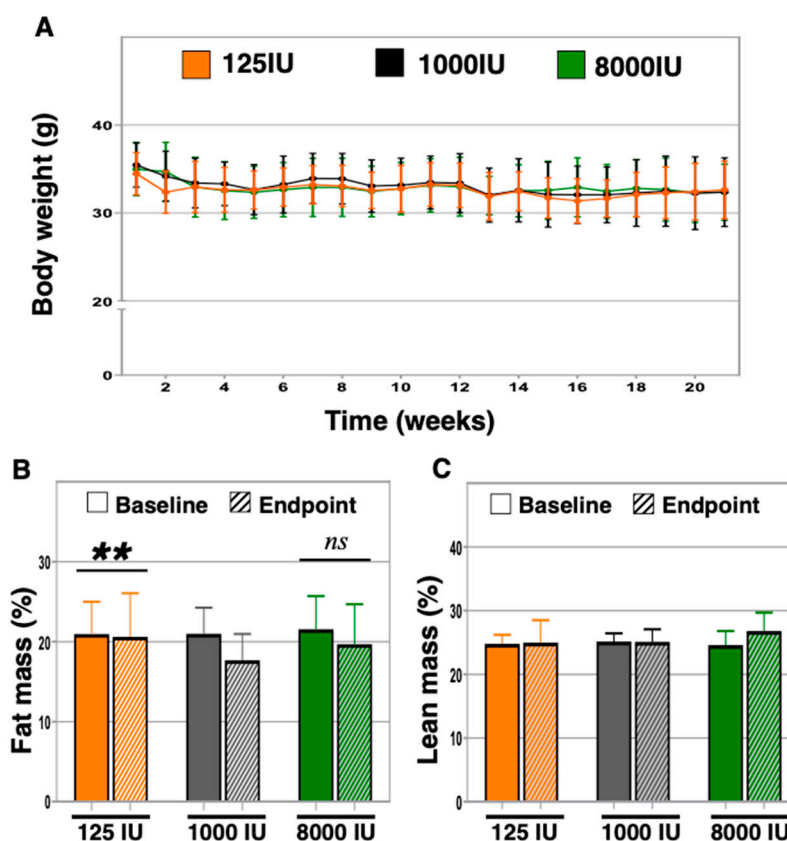 A
125IU 1000IU 8000IU
Body weight (g)
40
30
20
0
2 4 6 8 10 12 14 16 18 20
Time (weeks)
B
Baseline Endpoint
Fat mass (%)
30
20
10
0
** ns
125 IU 1000 IU 8000 IU
C
Baseline Endpoint
Lean mass (%)
40
30
20
10
0
125 IU 1000 IU 8000 IU